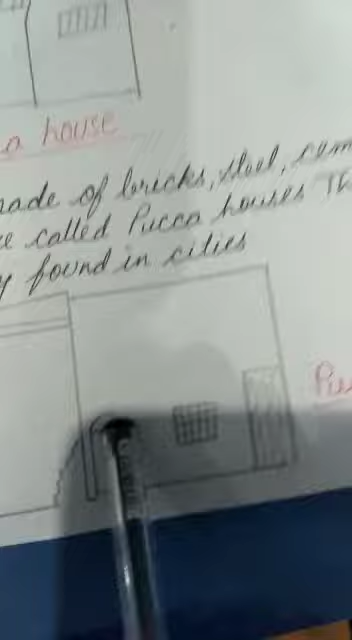 a house
made of bricks, steel, cem
called Pucca houses Th
found in cities
Pu